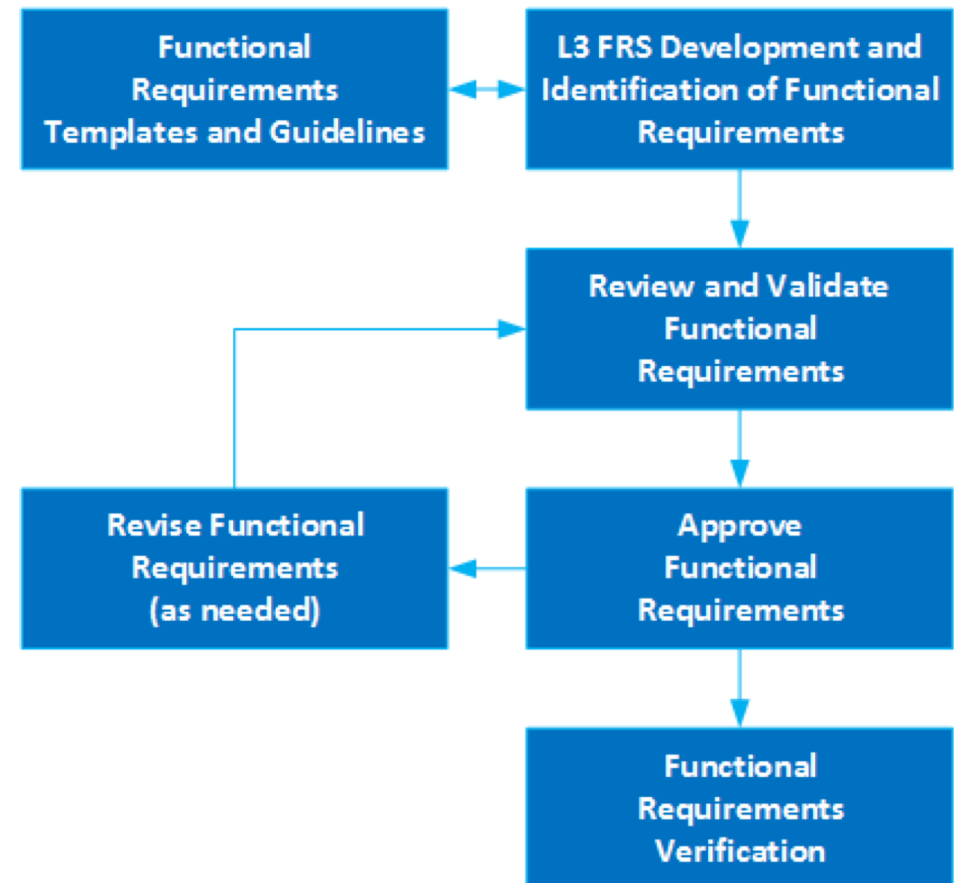 Functional
Requirements
Templates and Guidelines
L3 FRS Development and
Identification of Functional
Requirements
Review and Validate
Functional
Requirements
Revise Functional
Requirements
(as needed)
Approve
Functional
Requirements
Functional
Requirements
Verification